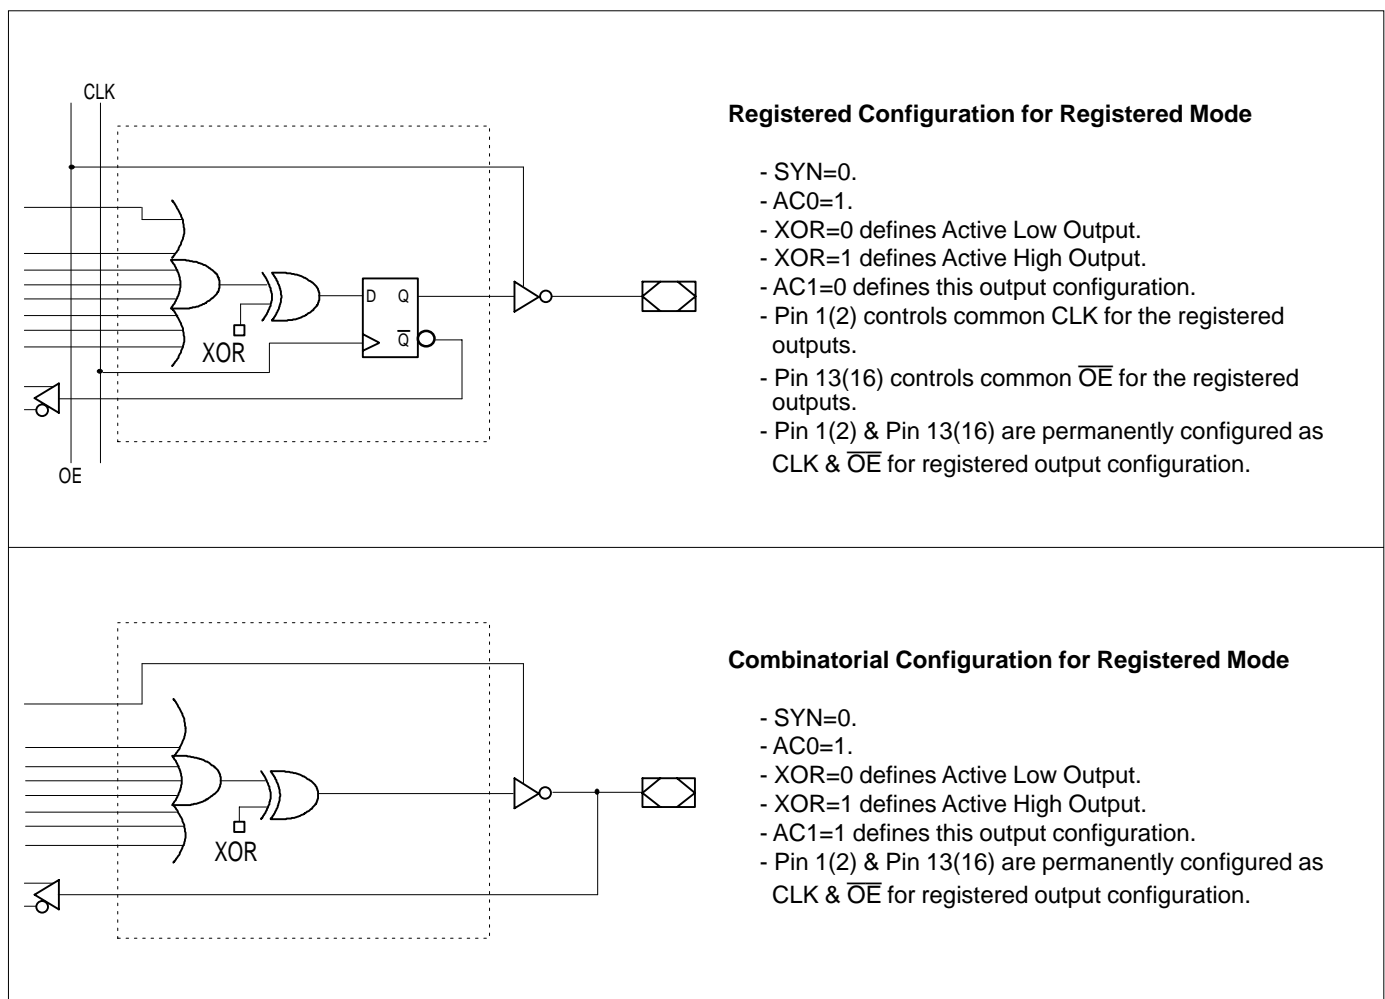 CLK
D Q
Q̅
XOR
OE
Registered Configuration for Registered Mode
- SYN=0.
- AC0=1.
- XOR=0 defines Active Low Output.
- XOR=1 defines Active High Output.
- AC1=0 defines this output configuration.
- Pin 1(2) controls common CLK for the registered
outputs.
- Pin 13(16) controls common O̅E̅ for the registered
outputs.
- Pin 1(2) & Pin 13(16) are permanently configured as
CLK & O̅E̅ for registered output configuration.
XOR
Combinatorial Configuration for Registered Mode
- SYN=0.
- AC0=1.
- XOR=0 defines Active Low Output.
- XOR=1 defines Active High Output.
- AC1=1 defines this output configuration.
- Pin 1(2) & Pin 13(16) are permanently configured as
CLK & O̅E̅ for registered output configuration.